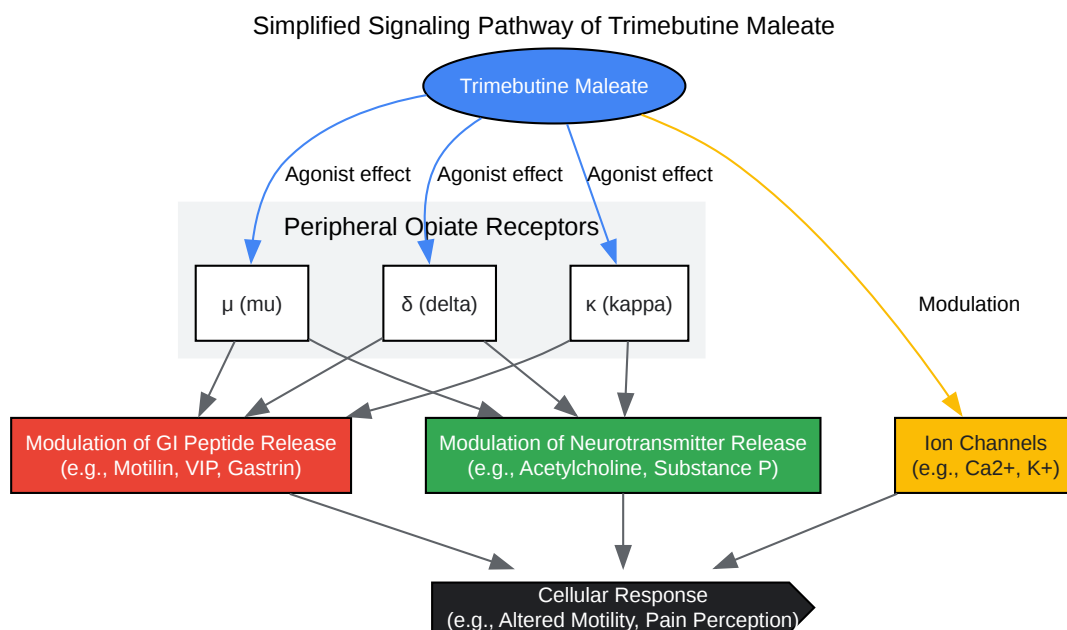 Simplified Signaling Pathway of Trimebutine Maleate
Trimebutine Maleate
Agonist effect
Agonist effect
Agonist effect
Peripheral Opiate Receptors
μ (mu)
δ (delta)
κ (kappa)
Modulation
Modulation of GI Peptide Release
(e.g., Motilin, VIP, Gastrin)
Modulation of Neurotransmitter Release
(e.g., Acetylcholine, Substance P)
Ion Channels
(e.g., Ca2+, K+)
Cellular Response
(e.g., Altered Motility, Pain Perception)